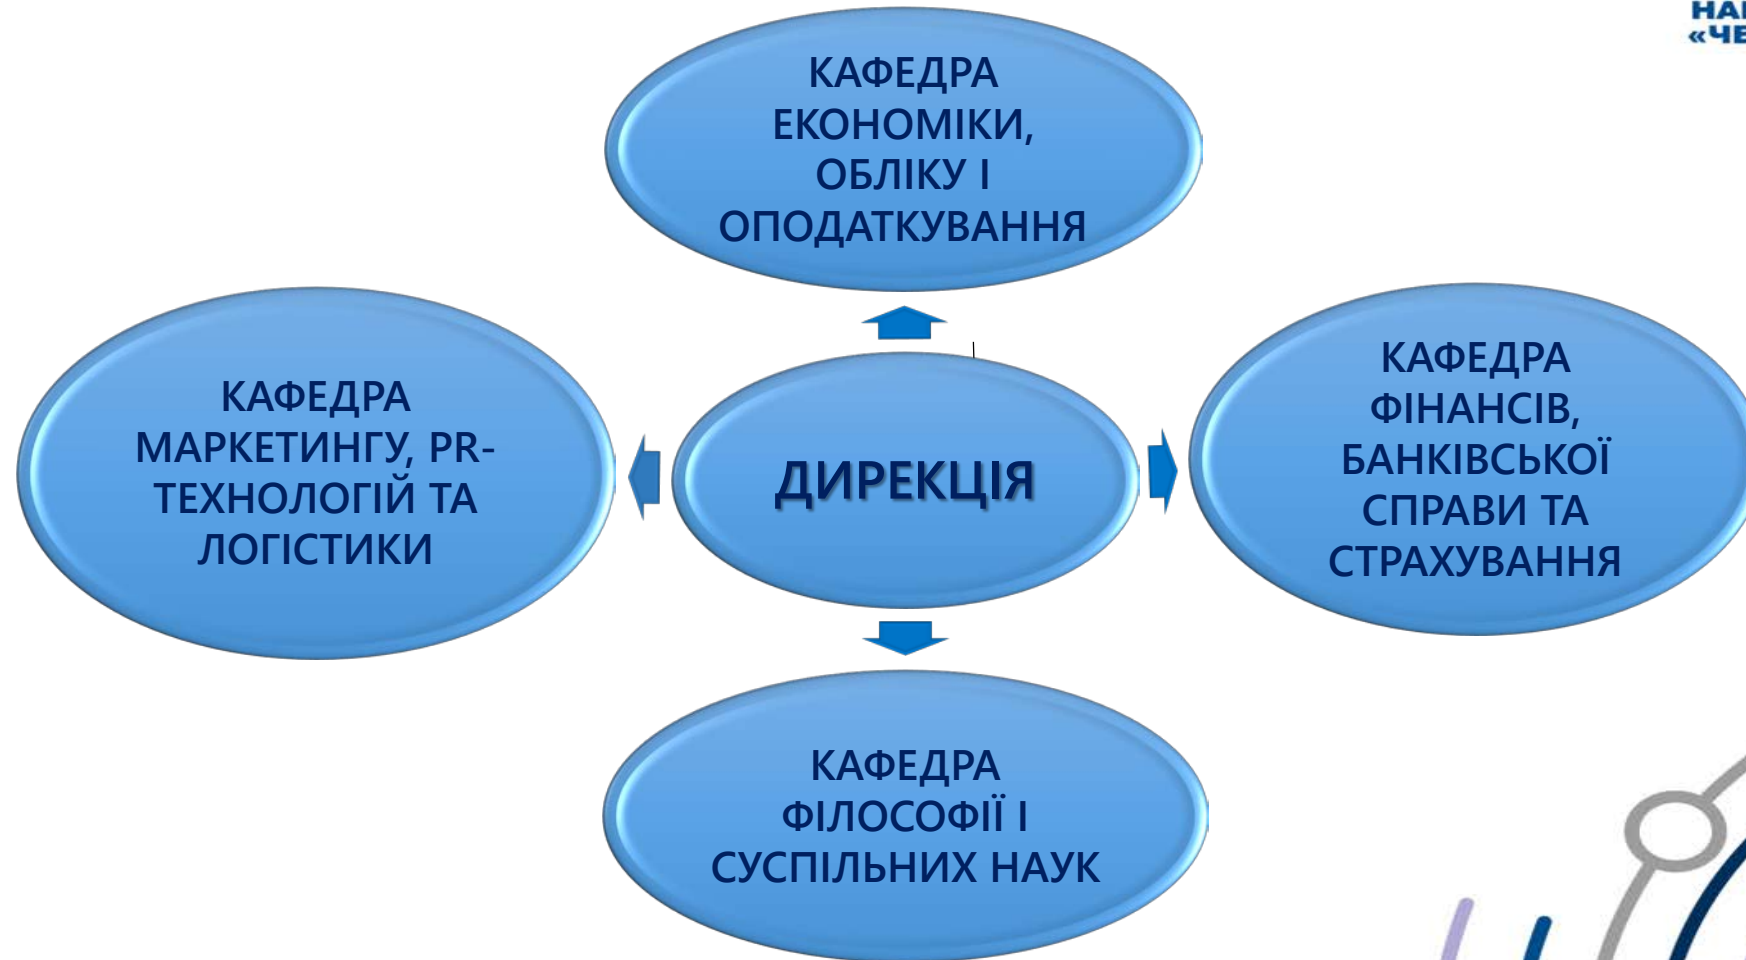 КАФЕДРА
ЕКОНОМІКИ,
ОБЛІКУ І
ОПОДАТКУВАННЯ
КАФЕДРА
МАРКЕТИНГУ, PR-
ТЕХНОЛОГІЙ ТА
ЛОГІСТИКИ
ДИРЕКЦІЯ
КАФЕДРА
ФІНАНСІВ,
БАНКІВСЬКОЇ
СПРАВИ ТА
СТРАХУВАННЯ
КАФЕДРА
ФІЛОСОФІЇ І
СУСПІЛЬНИХ НАУК